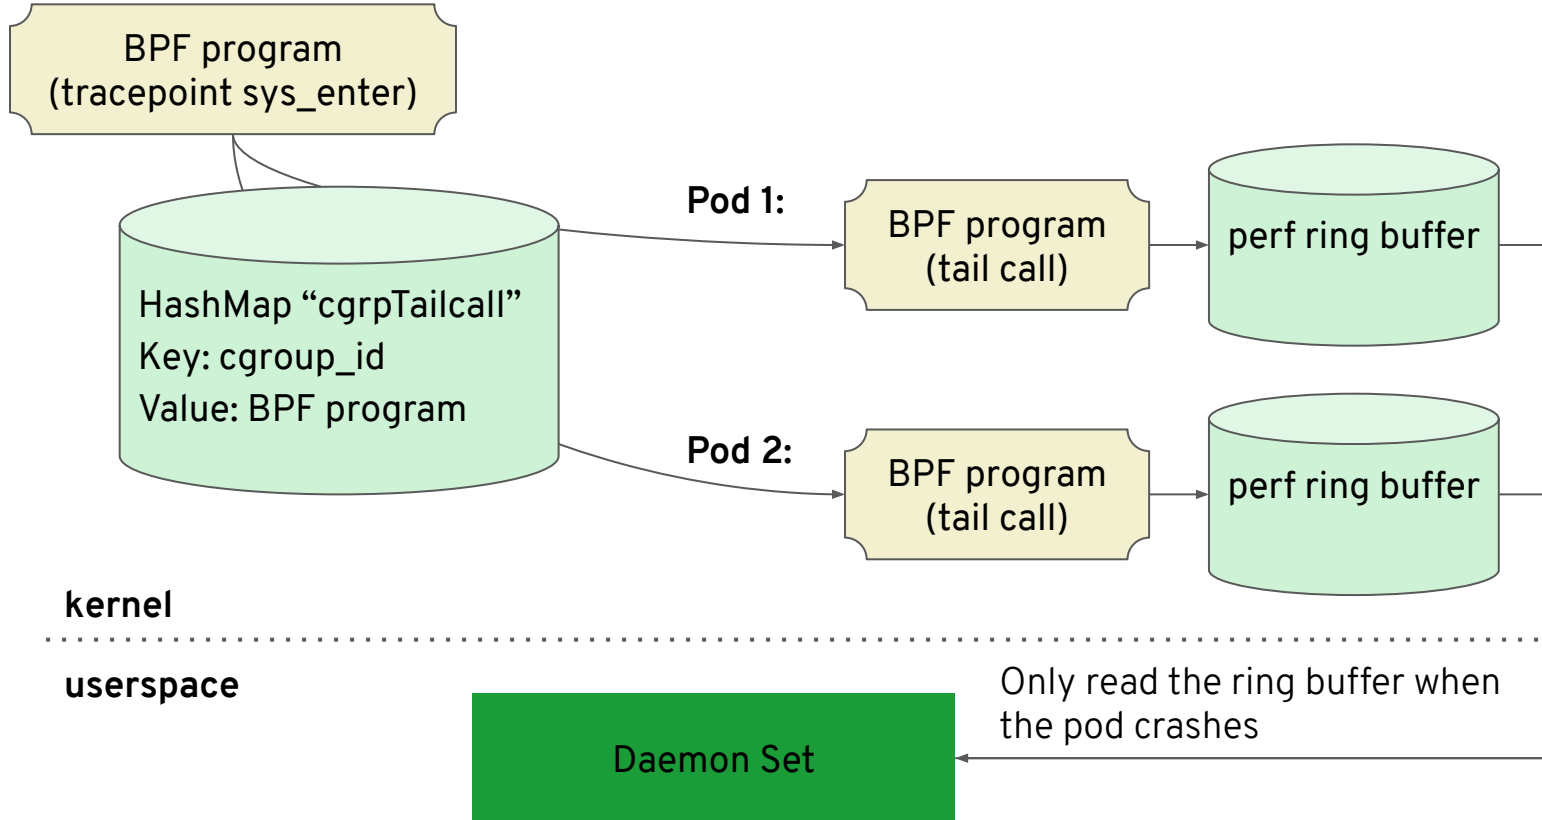 BPF program
(tracepoint sys_enter)
HashMap “cgrpTailcall”
Key: cgroup_id
Value: BPF program
Pod 1:
BPF program
(tail call)
perf ring buffer
Pod 2:
BPF program
(tail call)
perf ring buffer
kernel
userspace
Only read the ring buffer when
the pod crashes
Daemon Set